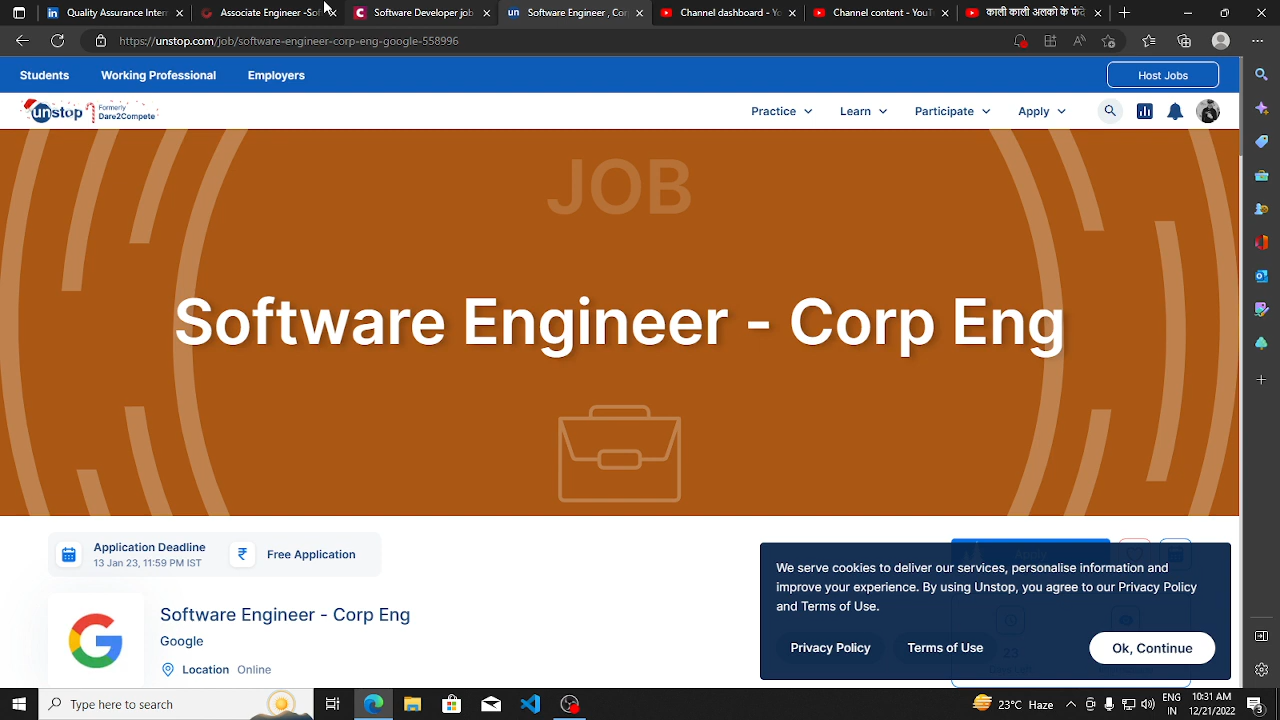 Quality Assurance Intern
Associate Engineer -Sof
Software Developer job
Software Engineer , Cor
Channel dashboard - Yo
Channel content - YouTu
काली काली अलकों के फंदे
https://unstop.com/job/software-engineer-corp-eng-google-558996
Students
Working Professional
Employers
Host Jobs
unstop
Formerly
Dare2Compete
Practice
Learn
Participate
Apply
JOB
Software Engineer - Corp Eng
Application Deadline
13 Jan 23, 11:59 PM IST
Free Application
Apply
Software Engineer - Corp Eng
Google
Location Online
We serve cookies to deliver our services, personalise information and
improve your experience. By using Unstop, you agree to our Privacy Policy
and Terms of Use.
23
Privacy Policy
Terms of Use
Ok, Continue
Type here to search
23°C Haze
ENG
IN
10:31 AM
12/21/2022